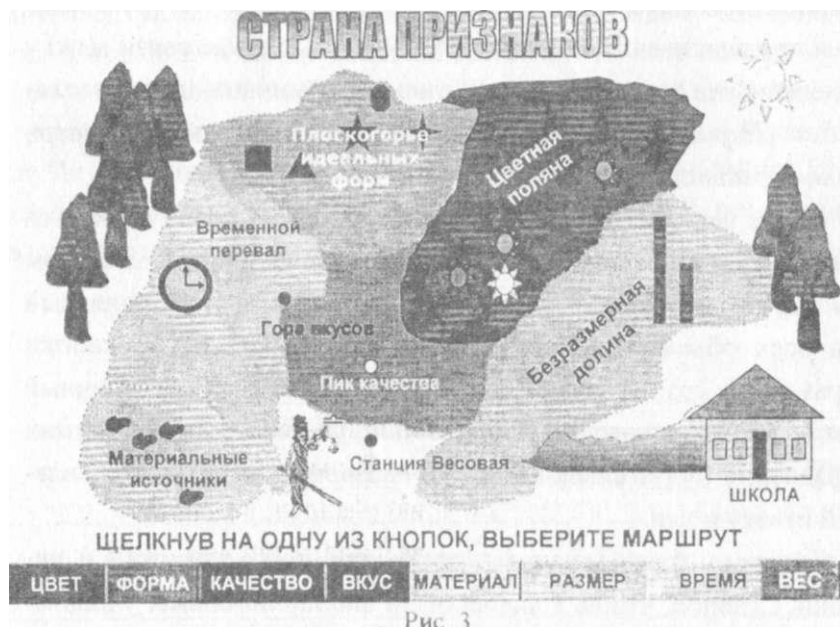 СТРАНА ПРИЗНАКОВ
Плоскогорье
идеальных
форм
Цветная
поляна
Временной
перевал
Гора вкусов
Безразмерная
долина
Пик качества
Материальные
источники
Станция Весовая
ШКОЛА
ЩЕЛКНУВ НА ОДНУ ИЗ КНОПОК, ВЫБЕРИТЕ МАРШРУТ
ЦВЕТ ФОРМА КАЧЕСТВО ВКУС МАТЕРИАЛ РАЗМЕР ВРЕМЯ ВЕС
Рис. 3